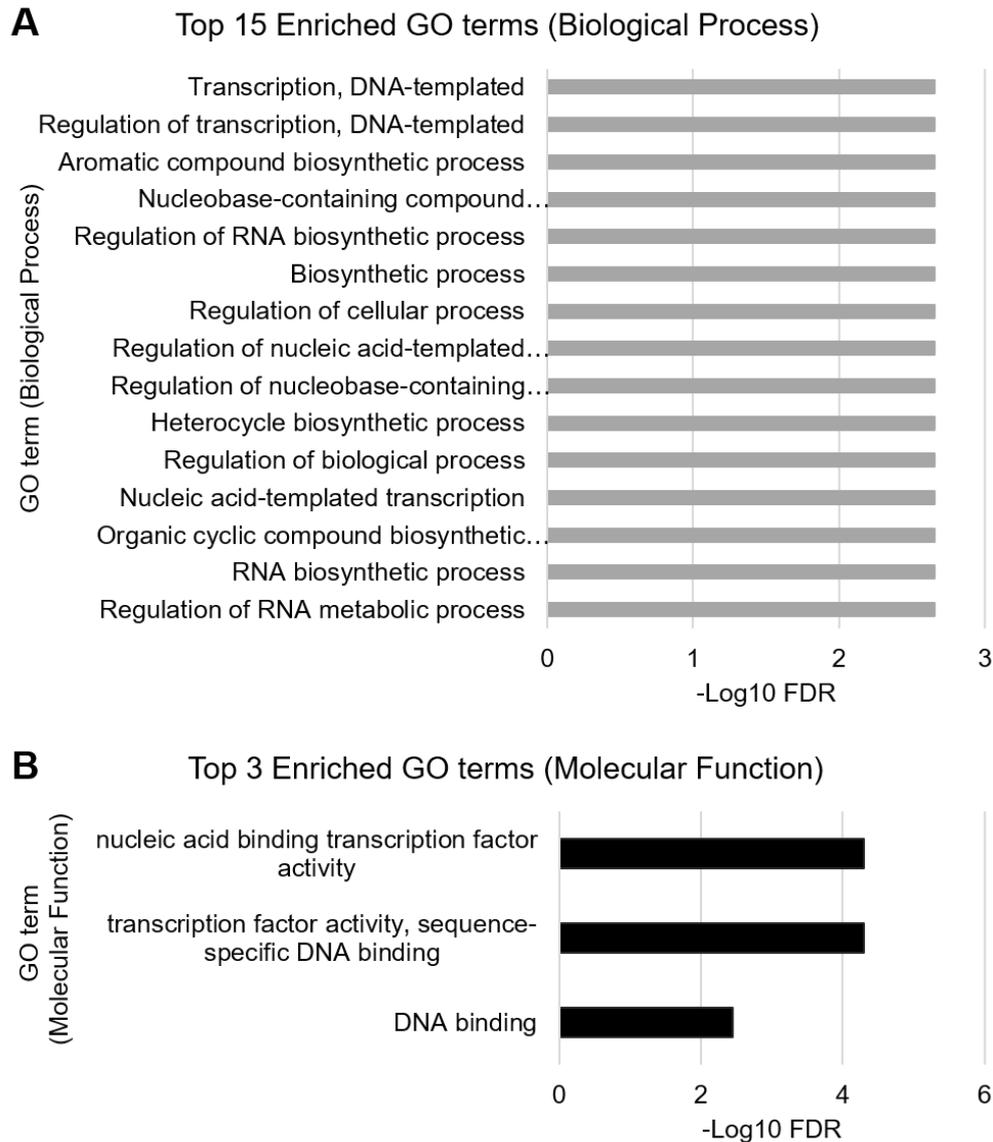 A
Top 15 Enriched GO terms (Biological Process)
GO term (Biological Process)
Transcription, DNA-templated
Regulation of transcription, DNA-templated
Aromatic compound biosynthetic process
Nucleobase-containing compound…
Regulation of RNA biosynthetic process
Biosynthetic process
Regulation of cellular process
Regulation of nucleic acid-templated…
Regulation of nucleobase-containing…
Heterocycle biosynthetic process
Regulation of biological process
Nucleic acid-templated transcription
Organic cyclic compound biosynthetic…
RNA biosynthetic process
Regulation of RNA metabolic process
0 1 2 3
-Log10 FDR
B
Top 3 Enriched GO terms (Molecular Function)
GO term
(Molecular Function)
nucleic acid binding transcription factor
activity
transcription factor activity, sequence-
specific DNA binding
DNA binding
0 2 4 6
-Log10 FDR